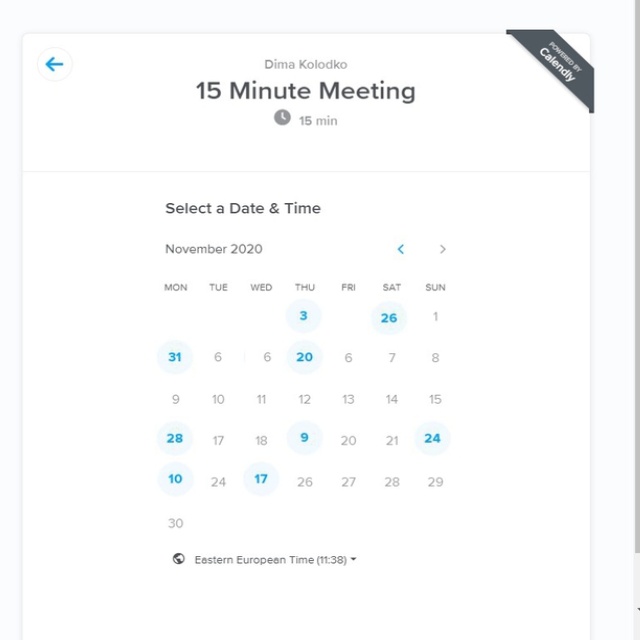 POWERED BY
Calendly
Dima Kolodko
15 Minute Meeting
15 min
Select a Date & Time
November 2020
MON TUE WED THU FRI SAT SUN
3 26 1
31 6 6 20 6 7 8
9 10 11 12 13 14 15
28 17 18 9 20 21 24
10 24 17 26 27 28 29
30
Eastern European Time (11:38)